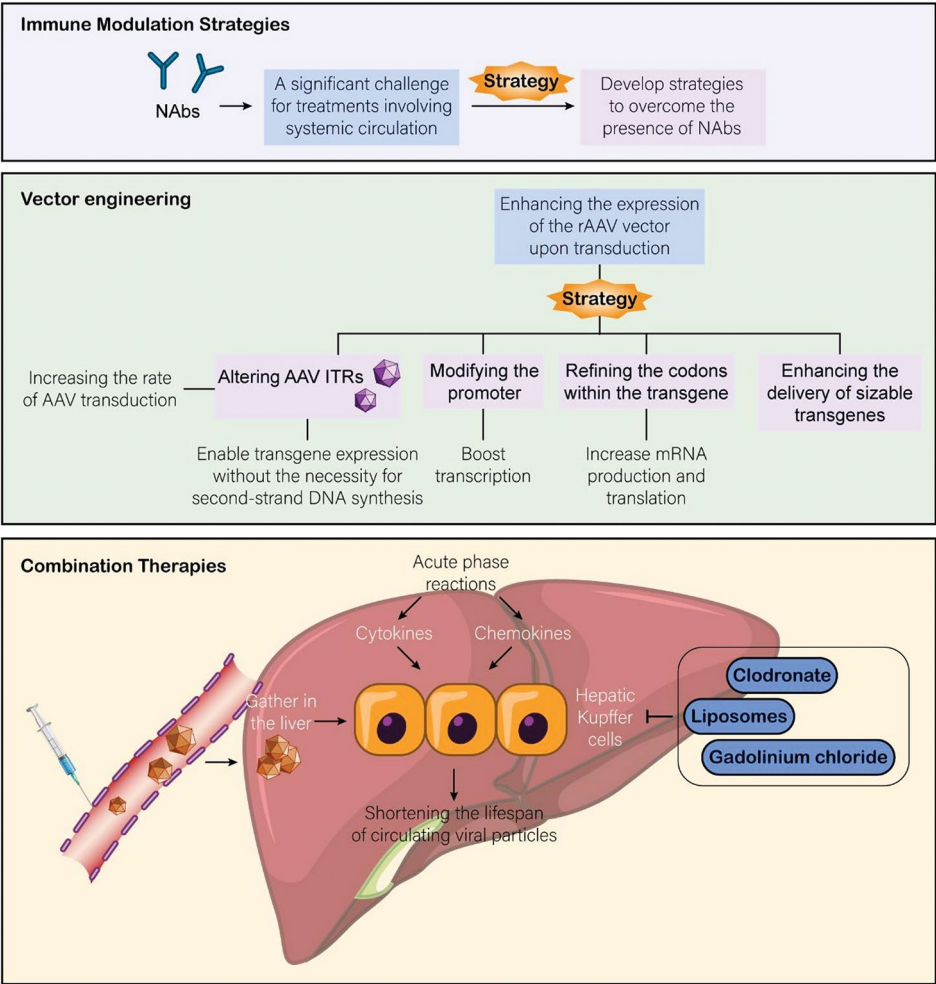 Immune Modulation Strategies
NAbs
A significant challenge
for treatments involving
systemic circulation
Strategy
Develop strategies
to overcome the
presence of NAbs
Vector engineering
Enhancing the expression
of the rAAV vector
upon transduction
Strategy
Increasing the rate
of AAV transduction
Altering AAV ITRs
Modifying the
promoter
Refining the codons
within the transgene
Enhancing the
delivery of sizable
transgenes
Enable transgene expression
without the necessity for
second-strand DNA synthesis
Boost
transcription
Increase mRNA
production and
translation
Combination Therapies
Acute phase
reactions
Cytokines
Chemokines
Gather in
the liver
Hepatic
Kupffer
cells
Clodronate
Liposomes
Gadolinium chloride
Shortening the lifespan
of circulating viral particles